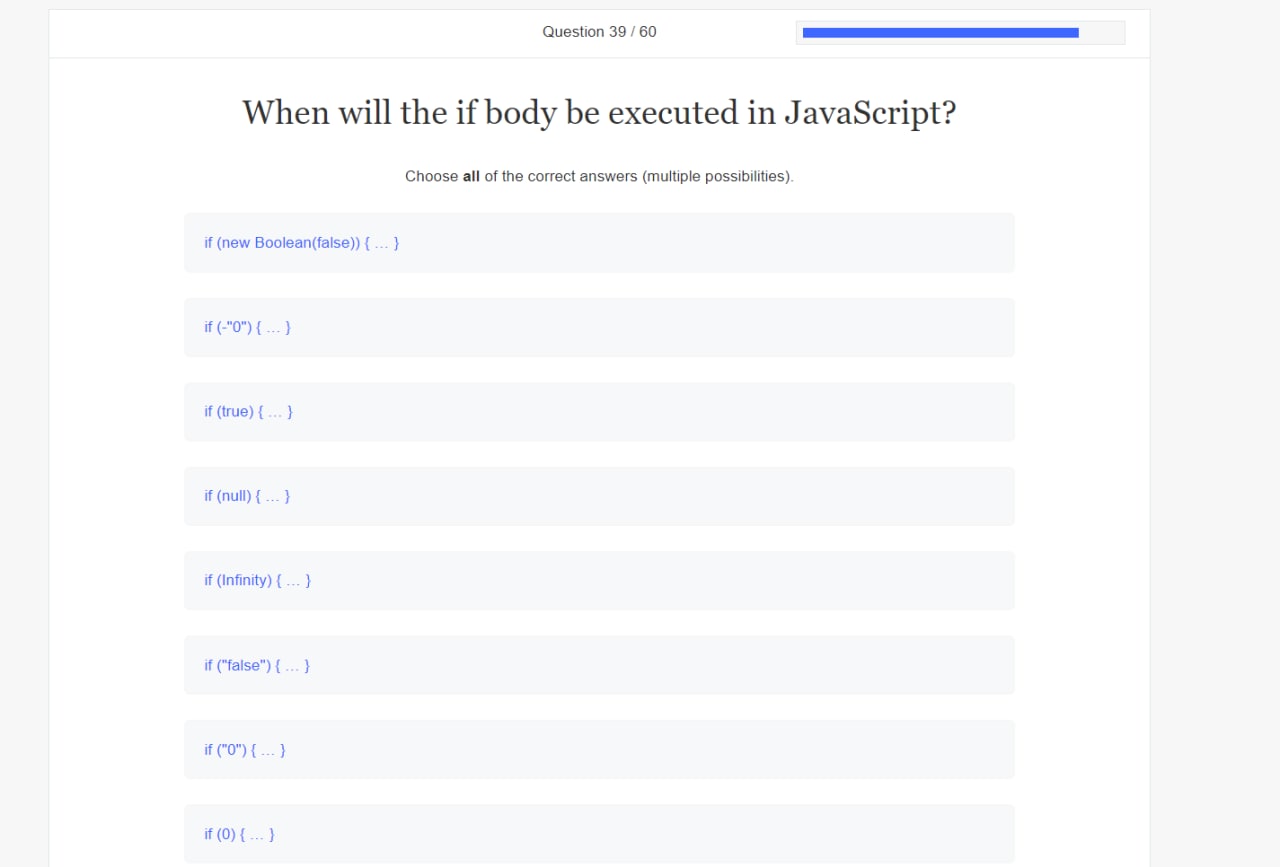 Question 39 / 60
When will the if body be executed in JavaScript?
Choose all of the correct answers (multiple possibilities).
if (new Boolean(false)) { … }
if (-"0") { … }
if (true) { … }
if (null) { … }
if (Infinity) { … }
if ("false") { … }
if ("0") { … }
if (0) { … }